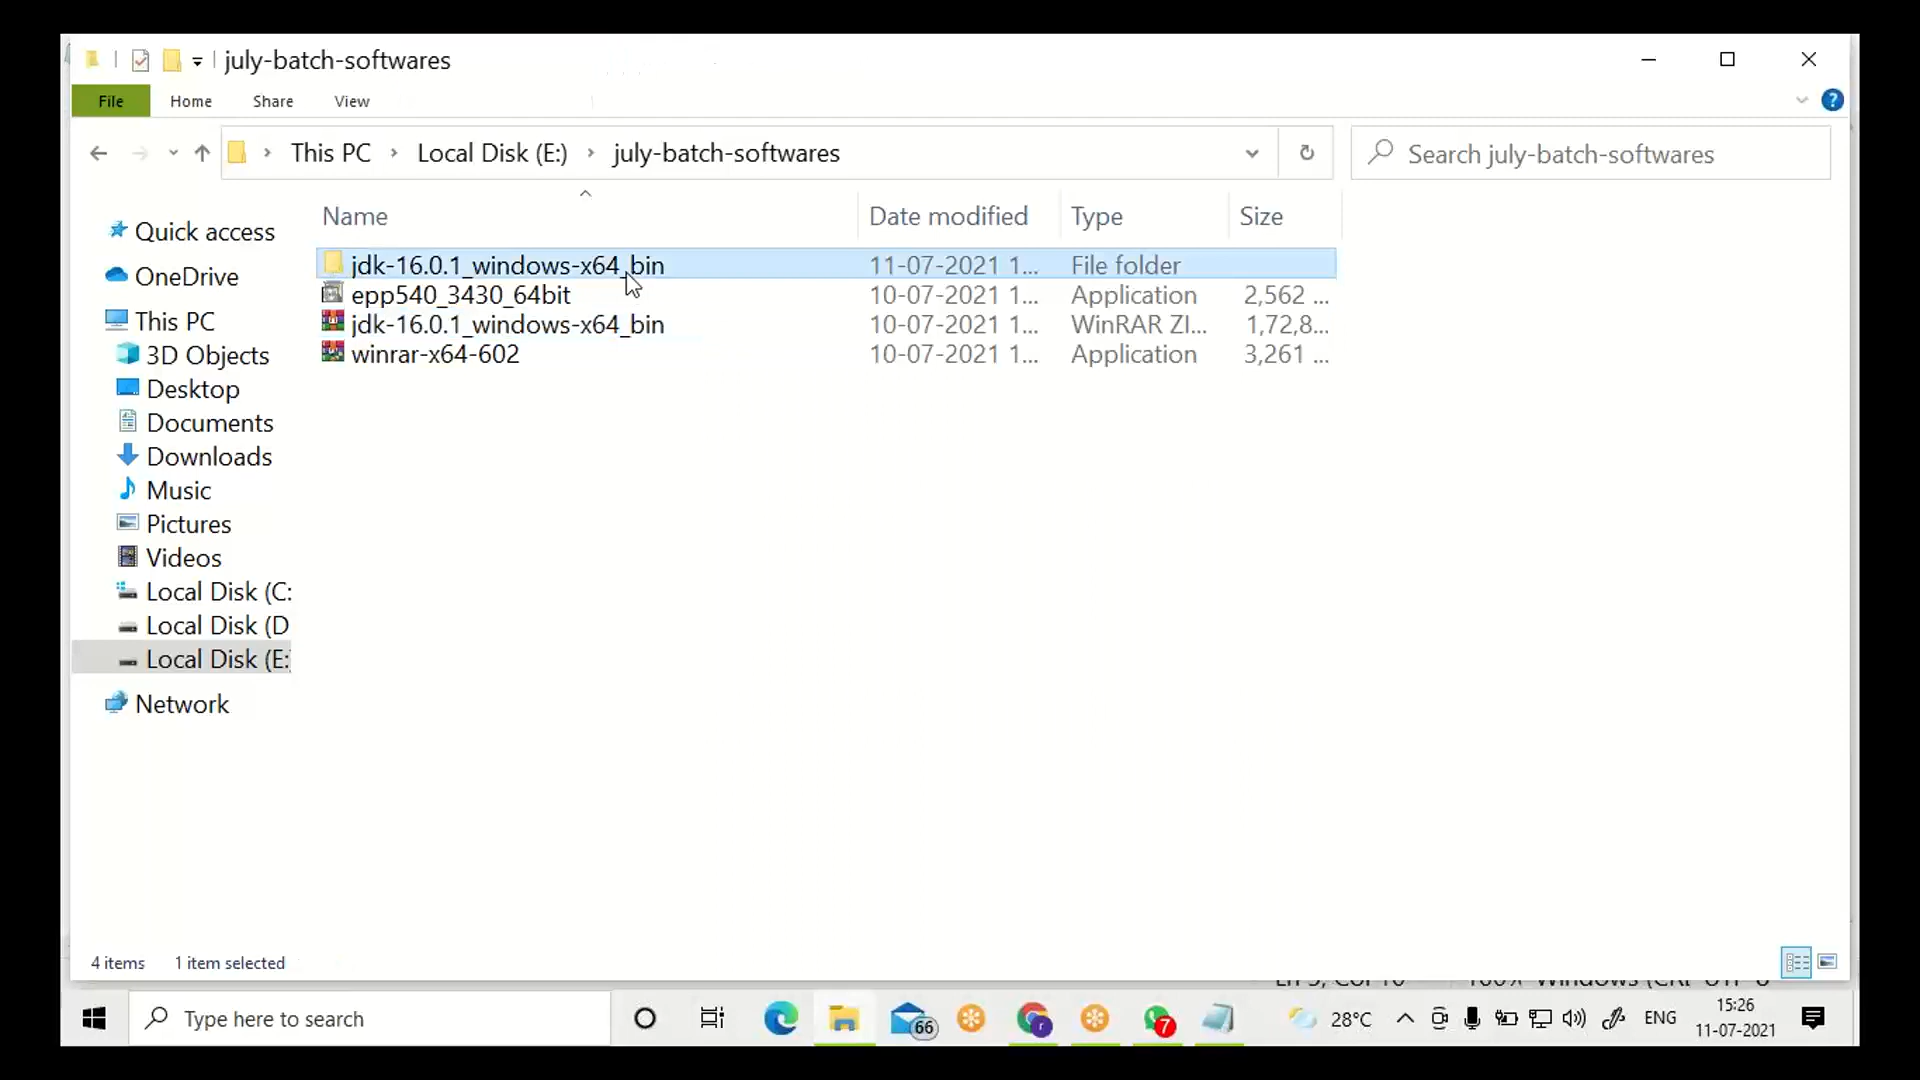 july-batch-softwares
File Home Share View
This PC Local Disk (E:) july-batch-softwares Search july-batch-softwares
Name Date modified Type Size
jdk-16.0.1_windows-x64_bin 11-07-2021 1... File folder
epp540_3430_64bit 10-07-2021 1... Application 2,562 ...
jdk-16.0.1_windows-x64_bin 10-07-2021 1... WinRAR ZI... 1,72,8...
winrar-x64-602 10-07-2021 1... Application 3,261 ...
Quick access
OneDrive
This PC
3D Objects
Desktop
Documents
Downloads
Music
Pictures
Videos
Local Disk (C:
Local Disk (D
Local Disk (E:
Network
4 items 1 item selected
Type here to search 66 r 7 28°C ENG 15:26
11-07-2021